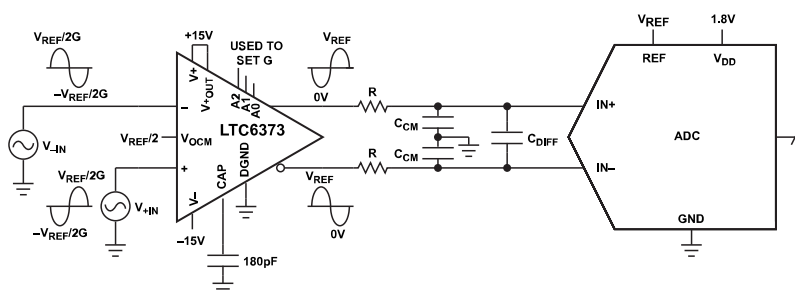 VREF/2G
–VREF/2G
V–IN
VREF/2
VREF/2G
–VREF/2G
V+IN
+15V
V+
V+OUT
USED TO
SET G
A2
A1
A0
–
VOCM
+
LTC6373
V–
CAP
DGND
–15V
180pF
VREF
0V
VREF
0V
R
R
CCM
CCM
CDIFF
VREF
1.8V
REF
VDD
IN+
ADC
IN–
GND